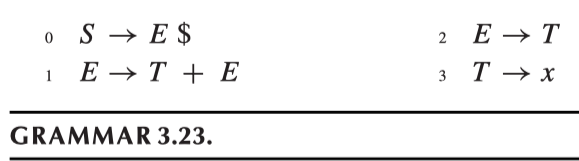 0 S → E $ 2 E → T
1 E → T + E 3 T → x
GRAMMAR 3.23.